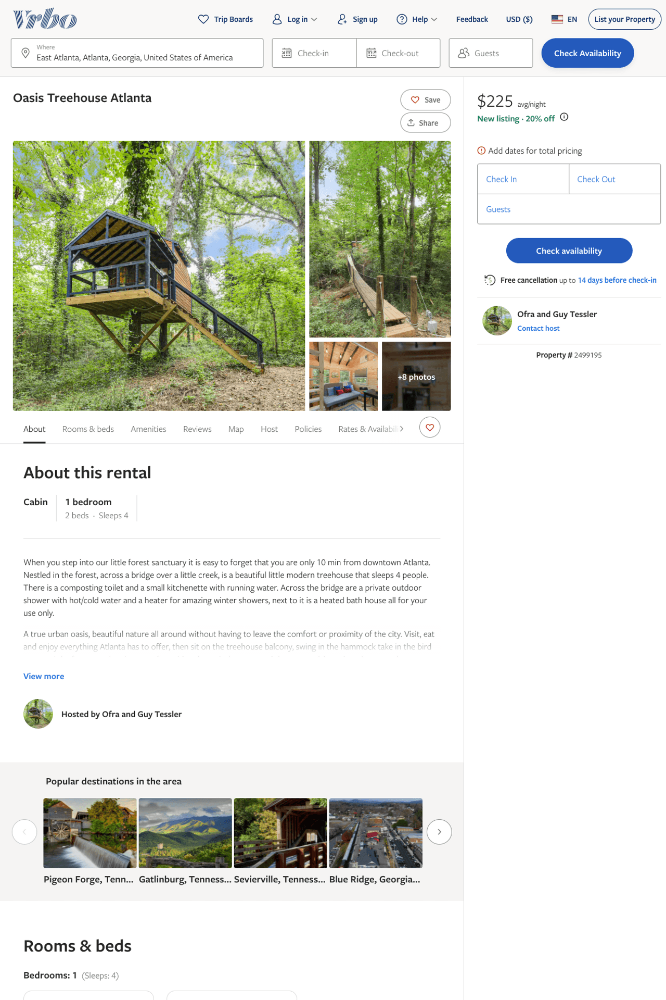 Vrbo
Trip Boards
Log in
Sign up
Help
Feedback
USD ($)
EN
List your Property
Where
East Atlanta, Atlanta, Georgia, United States of America
Check-in
Check-out
Guests
Check Availability
Oasis Treehouse Atlanta
Save
Share
+8 photos
$225 avg/night
New listing · 20% off
Add dates for total pricing
Check In
Check Out
Guests
Check availability
Free cancellation up to 14 days before check-in
Ofra and Guy Tessler
Contact host
Property # 2499195
About
Rooms & beds
Amenities
Reviews
Map
Host
Policies
Rates & Availabili
About this rental
Cabin
1 bedroom
2 beds · Sleeps 4
When you step into our little forest sanctuary it is easy to forget that you are only 10 min from downtown Atlanta.
Nestled in the forest, across a bridge over a little creek, is a beautiful little modern treehouse that sleeps 4 people.
There is a composting toilet and a small kitchenette with running water. Across the bridge are a private outdoor
shower with hot/cold water and a heater for amazing winter showers, next to it is a heated bath house all for your
use only.
A true urban oasis, beautiful nature all around without having to leave the comfort or proximity of the city. Visit, eat
and enjoy everything Atlanta has to offer, then sit on the treehouse balcony, swing in the hammock take in the bird
View more
Hosted by Ofra and Guy Tessler
Popular destinations in the area
Pigeon Forge, Tenn...
Gatlinburg, Tenness...
Sevierville, Tenness...
Blue Ridge, Georgia...
Rooms & beds
Bedrooms: 1 (Sleeps: 4)